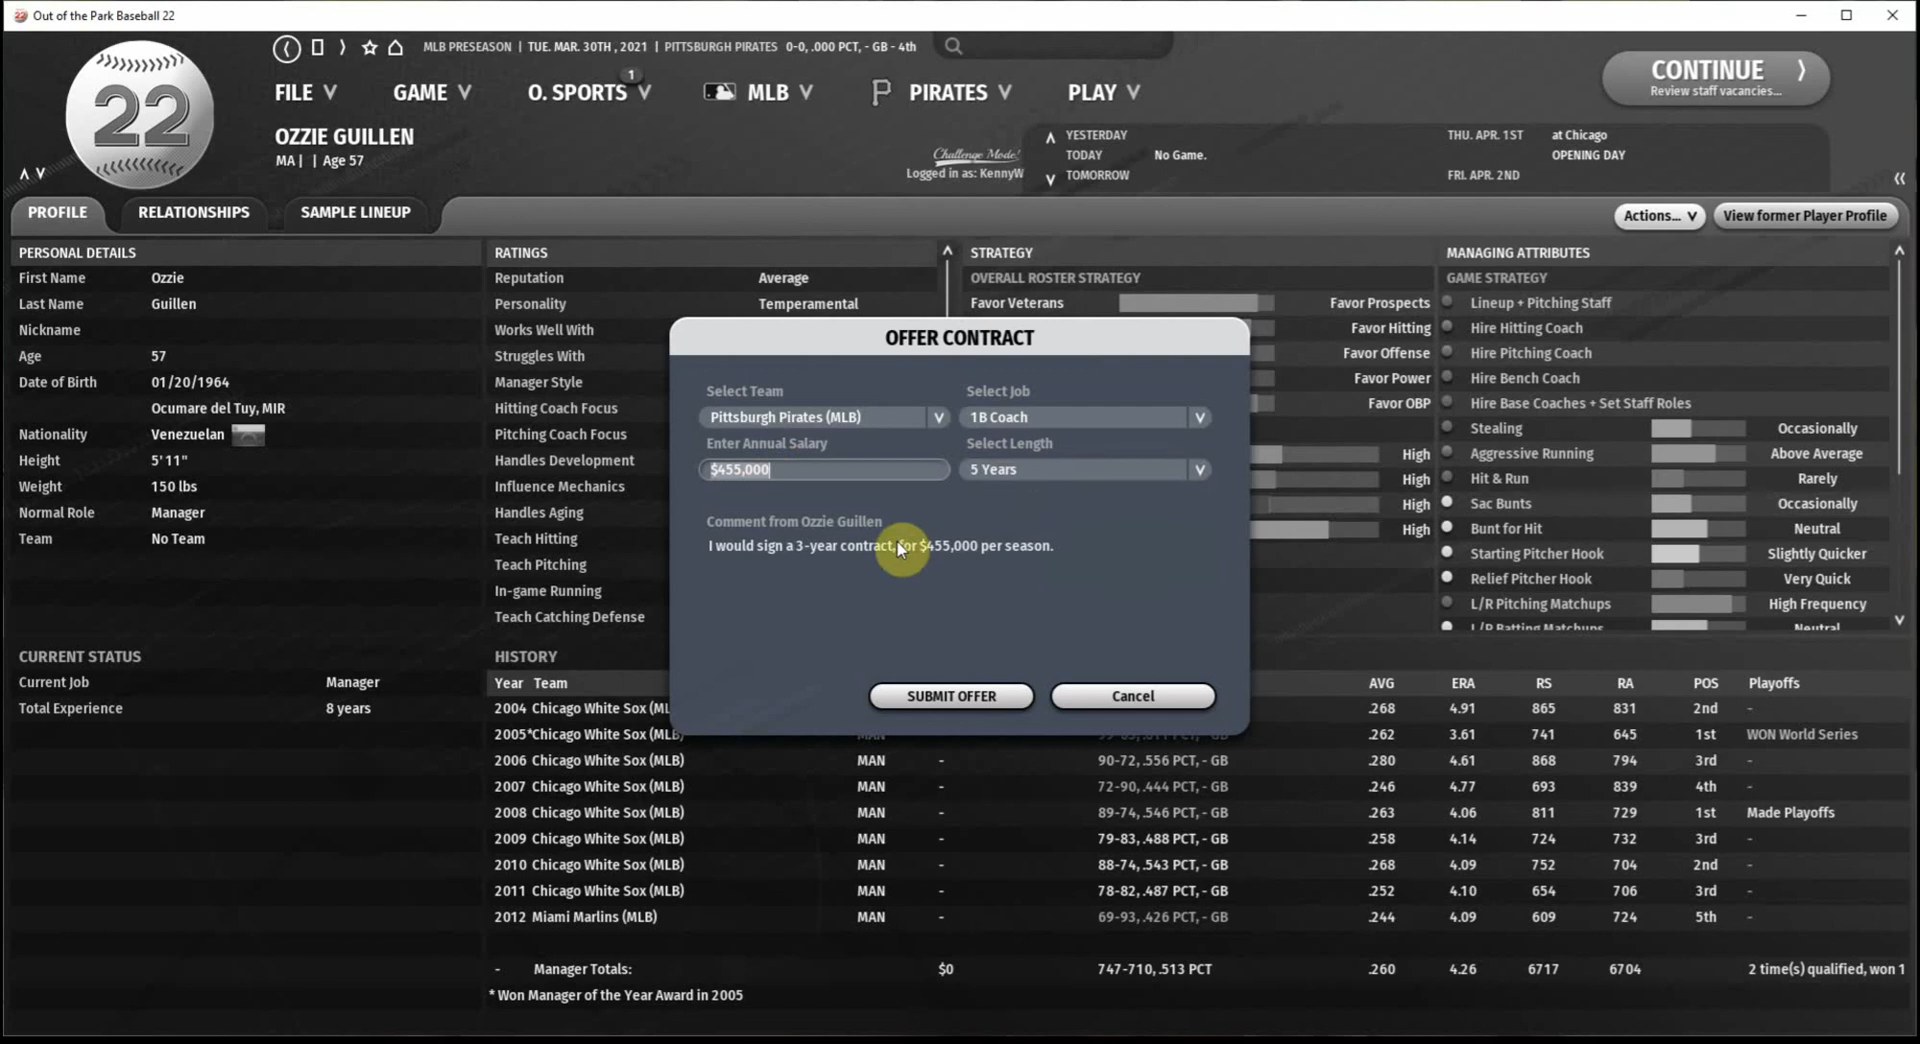 Out of the Park Baseball 22
MLB PRESEASON | TUE. MAR. 30TH , 2021 | PITTSBURGH PIRATES 0-0, .000 PCT, - GB - 4th
22
FILE GAME O. SPORTS 1 MLB PIRATES PLAY
CONTINUE
Review staff vacancies...
OZZIE GUILLEN
MA | | Age 57
Challenge Mode!
Logged in as: KennyW
YESTERDAY
TODAY No Game.
TOMORROW
THU. APR. 1ST at Chicago
OPENING DAY
FRI. APR. 2ND
PROFILE RELATIONSHIPS SAMPLE LINEUP Actions... View former Player Profile
PERSONAL DETAILS
First Name Ozzie
Last Name Guillen
Nickname
Age 57
Date of Birth 01/20/1964
Ocumare del Tuy, MIR
Nationality Venezuelan
Height 5' 11"
Weight 150 lbs
Normal Role Manager
Team No Team
RATINGS
Reputation Average
Personality Temperamental
Works Well With
Struggles With
Manager Style
Hitting Coach Focus
Pitching Coach Focus
Handles Development
Influence Mechanics
Handles Aging
Teach Hitting
Teach Pitching
In-game Running
Teach Catching Defense
STRATEGY
OVERALL ROSTER STRATEGY
Favor Veterans Favor Prospects
Favor Hitting
Favor Offense
Favor Power
Favor OBP
High
High
High
High
MANAGING ATTRIBUTES
GAME STRATEGY
Lineup + Pitching Staff
Hire Hitting Coach
Hire Pitching Coach
Hire Bench Coach
Hire Base Coaches + Set Staff Roles
Stealing Occasionally
Aggressive Running Above Average
Hit & Run Rarely
Sac Bunts Occasionally
Bunt for Hit Neutral
Starting Pitcher Hook Slightly Quicker
Relief Pitcher Hook Very Quick
L/R Pitching Matchups High Frequency
L/R Batting Matchups Neutral
OFFER CONTRACT
Select Team Select Job
Pittsburgh Pirates (MLB) 1B Coach
Enter Annual Salary Select Length
$455,000 5 Years
Comment from Ozzie Guillen
I would sign a 3-year contract, for $455,000 per season.
SUBMIT OFFER Cancel
CURRENT STATUS
Current Job Manager
Total Experience 8 years
HISTORY
Year Team AVG ERA RS RA POS Playoffs
2004 Chicago White Sox (ML .268 4.91 865 831 2nd -
2005*Chicago White Sox (MLB) MAN .262 3.61 741 645 1st WON World Series
2006 Chicago White Sox (MLB) MAN - 90-72, .556 PCT, - GB .280 4.61 868 794 3rd -
2007 Chicago White Sox (MLB) MAN - 72-90, .444 PCT, - GB .246 4.77 693 839 4th -
2008 Chicago White Sox (MLB) MAN - 89-74, .546 PCT, - GB .263 4.06 811 729 1st Made Playoffs
2009 Chicago White Sox (MLB) MAN - 79-83, .488 PCT, - GB .258 4.14 724 732 3rd -
2010 Chicago White Sox (MLB) MAN - 88-74, .543 PCT, - GB .268 4.09 752 704 2nd -
2011 Chicago White Sox (MLB) MAN - 78-82, .487 PCT, - GB .252 4.10 654 706 3rd -
2012 Miami Marlins (MLB) MAN - 69-93, .426 PCT, - GB .244 4.09 609 724 5th -
- Manager Totals: $0 747-710, .513 PCT .260 4.26 6717 6704 2 time(s) qualified, won 1
* Won Manager of the Year Award in 2005